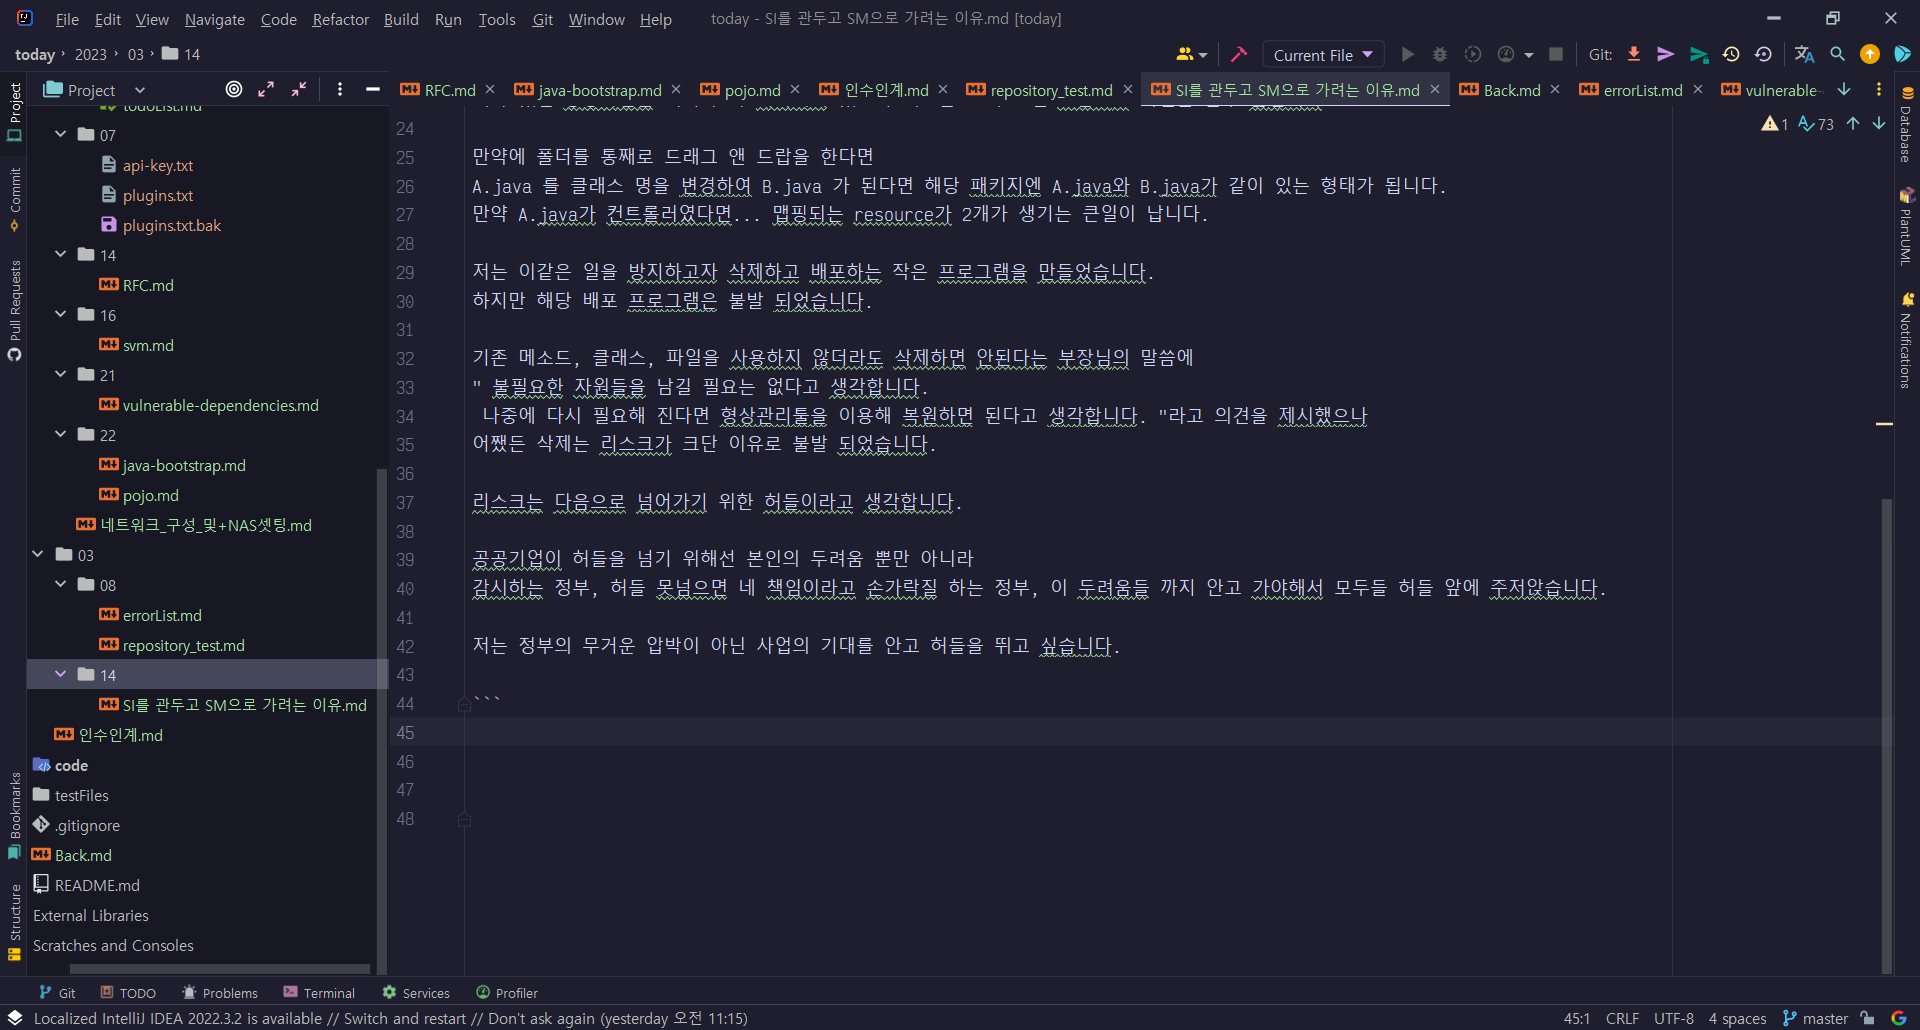 File Edit View Navigate Code Refactor Build Run Tools Git Window Help today - SI를 관두고 SM으로 가려는 이유.md [today]
today › 2023 › 03 › 14
Current File
Git:
Project
RFC.md
java-bootstrap.md
pojo.md
인수인계.md
repository_test.md
SI를 관두고 SM으로 가려는 이유.md
Back.md
errorList.md
vulnerable-
1 73
Project
Commit
Pull Requests
Bookmarks
Structure
todoList.md
07
api-key.txt
plugins.txt
plugins.txt.bak
14
RFC.md
16
svm.md
21
vulnerable-dependencies.md
22
java-bootstrap.md
pojo.md
네트워크_구성_및+NAS셋팅.md
03
08
errorList.md
repository_test.md
14
SI를 관두고 SM으로 가려는 이유.md
인수인계.md
code
testFiles
.gitignore
Back.md
README.md
External Libraries
Scratches and Consoles
24
25 만약에 폴더를 통째로 드래그 앤 드랍을 한다면
26 A.java 를 클래스 명을 변경하여 B.java 가 된다면 해당 패키지엔 A.java와 B.java가 같이 있는 형태가 됩니다.
27 만약 A.java가 컨트롤러였다면... 맵핑되는 resource가 2개가 생기는 큰일이 납니다.
28
29 저는 이같은 일을 방지하고자 삭제하고 배포하는 작은 프로그램을 만들었습니다.
30 하지만 해당 배포 프로그램은 불발 되었습니다.
31
32 기존 메소드, 클래스, 파일을 사용하지 않더라도 삭제하면 안된다는 부장님의 말씀에
33 " 불필요한 자원들을 남길 필요는 없다고 생각합니다.
34 나중에 다시 필요해 진다면 형상관리툴을 이용해 복원하면 된다고 생각합니다. "라고 의견을 제시했으나
35 어쨌든 삭제는 리스크가 크단 이유로 불발 되었습니다.
36
37 리스크는 다음으로 넘어가기 위한 허들이라고 생각합니다.
38
39 공공기업이 허들을 넘기 위해선 본인의 두려움 뿐만 아니라
40 감시하는 정부, 허들 못넘으면 네 책임이라고 손가락질 하는 정부, 이 두려움들 까지 안고 가야해서 모두들 허들 앞에 주저앉습니다.
41
42 저는 정부의 무거운 압박이 아닌 사업의 기대를 안고 허들을 뛰고 싶습니다.
43
44 ```
45
46
47
48
Database
PlantUML
Notifications
Git TODO Problems Terminal Services Profiler
Localized IntelliJ IDEA 2022.3.2 is available // Switch and restart // Don't ask again (yesterday 오전 11:15)
45:1 CRLF UTF-8 4 spaces master